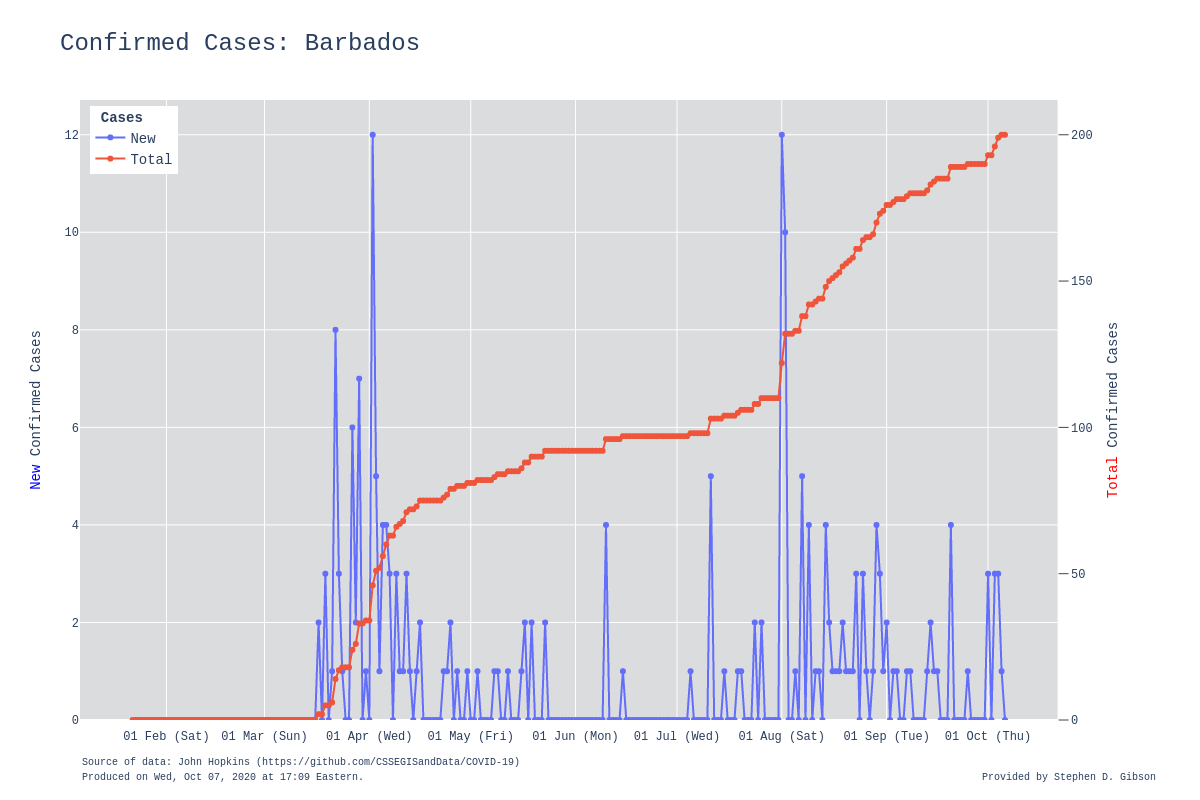 Confirmed Cases: Barbados
Cases
New
Total
12
10
8
6
4
2
0
200
150
100
50
0
New Confirmed Cases
Total Confirmed Cases
01 Feb (Sat) 01 Mar (Sun) 01 Apr (Wed) 01 May (Fri) 01 Jun (Mon) 01 Jul (Wed) 01 Aug (Sat) 01 Sep (Tue) 01 Oct (Thu)
Source of data: John Hopkins (https://github.com/CSSEGISandData/COVID-19)
Produced on Wed, Oct 07, 2020 at 17:09 Eastern.
Provided by Stephen D. Gibson